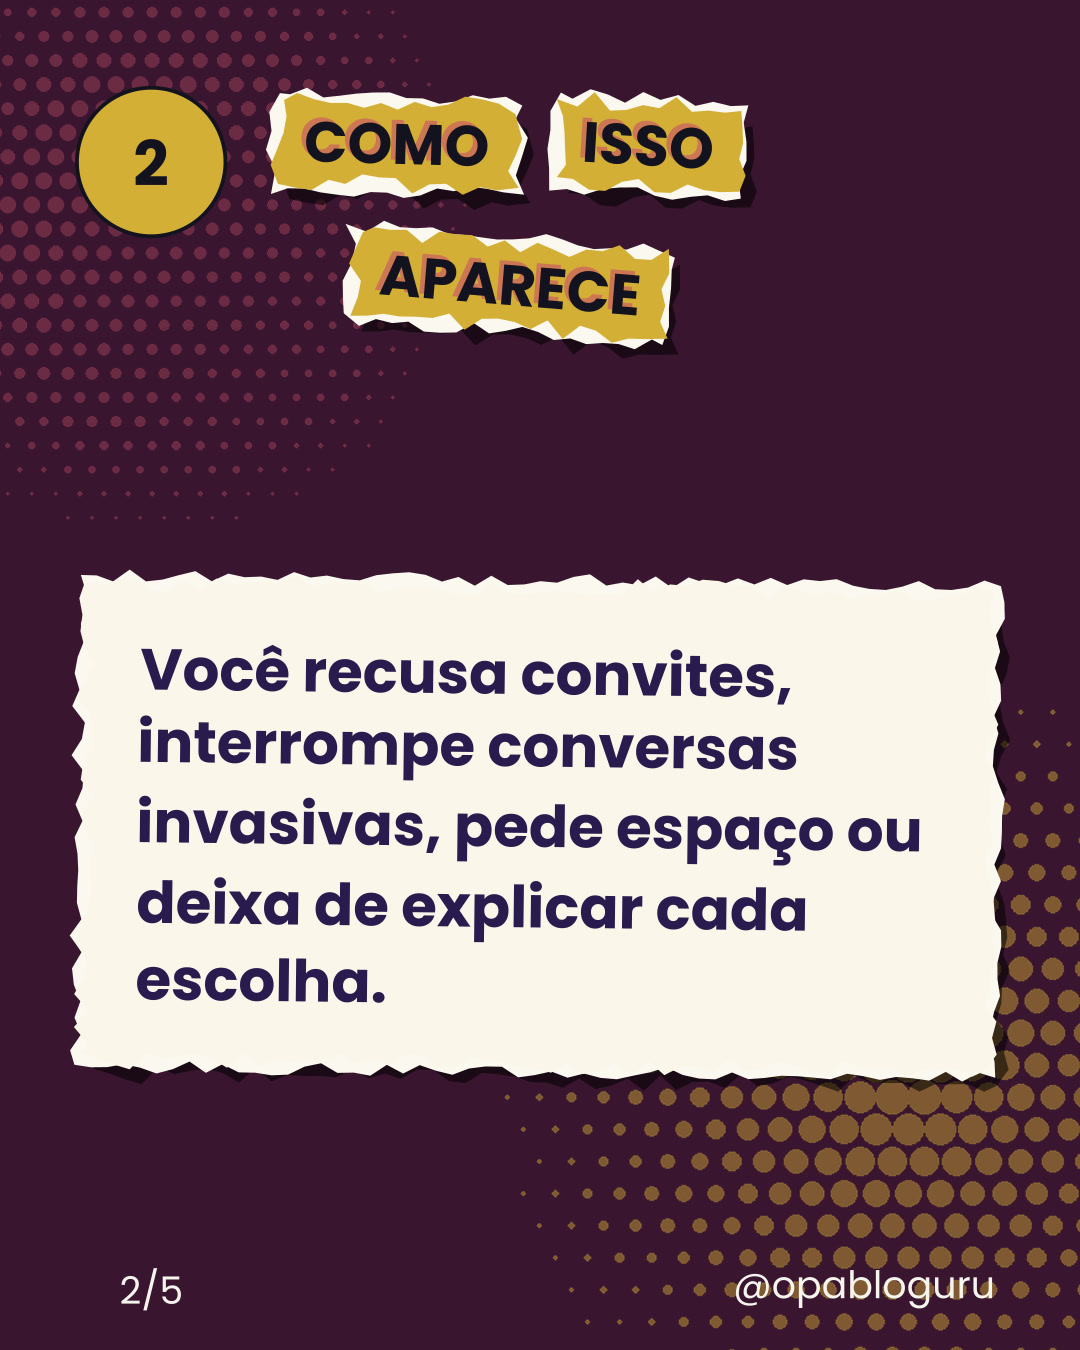 2
COMO ISSO
APARECE
Você recusa convites,
interrompe conversas
invasivas, pede espaço ou
deixa de explicar cada
escolha.
2/5
@opabloguru